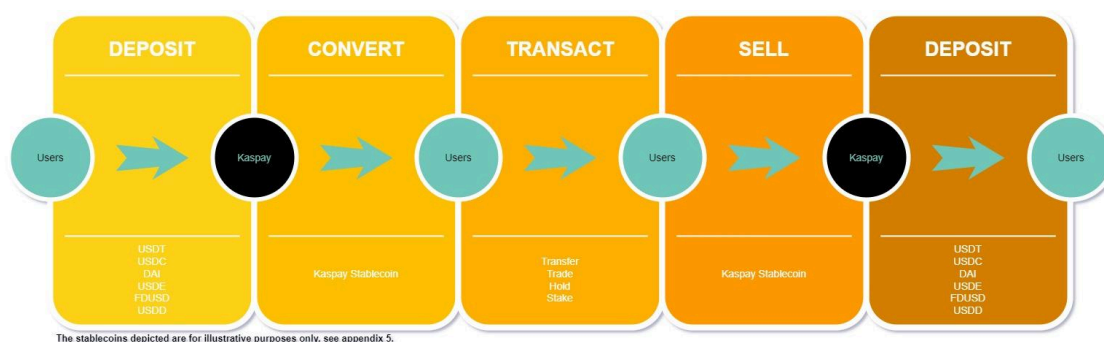 DEPOSIT
CONVERT
TRANSACT
SELL
DEPOSIT
Users
Kaspay
Users
Users
Kaspay
Users
USDT
USDC
DAI
USDE
FDUSD
USDD
Kaspay Stablecoin
Transfer
Trade
Hold
Stake
Kaspay Stablecoin
USDT
USDC
DAI
USDE
FDUSD
USDD
The stablecoins depicted are for illustrative purposes only, see appendix 5.